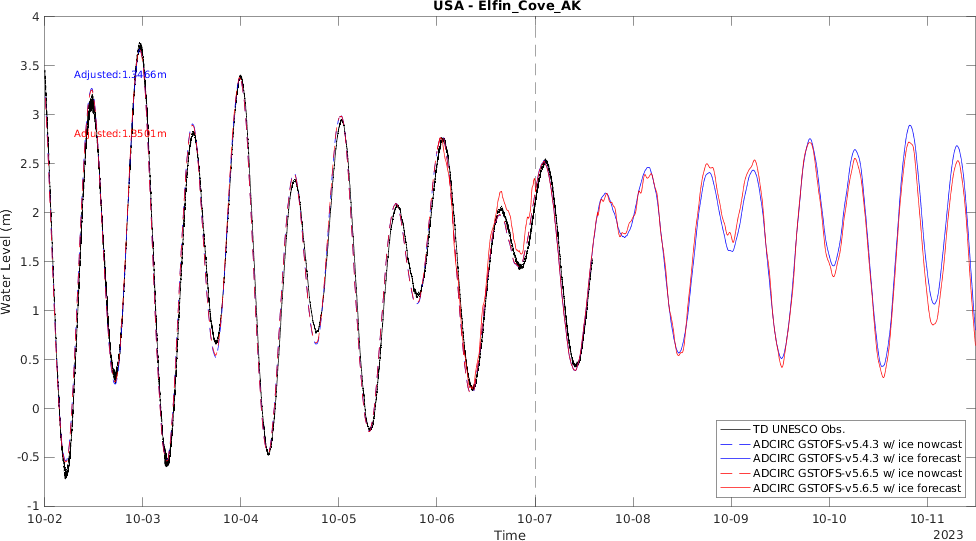 USA - Elfin_Cove_AK
4
3.5
3
2.5
2
1.5
1
0.5
0
-0.5
-1
Water Level (m)
Adjusted:1.3466m
Adjusted:1.3501m
TD UNESCO Obs.
ADCIRC GSTOFS-v5.4.3 w/ ice nowcast
ADCIRC GSTOFS-v5.4.3 w/ ice forecast
ADCIRC GSTOFS-v5.6.5 w/ ice nowcast
ADCIRC GSTOFS-v5.6.5 w/ ice forecast
10-02 10-03 10-04 10-05 10-06 10-07 10-08 10-09 10-10 10-11
Time
2023